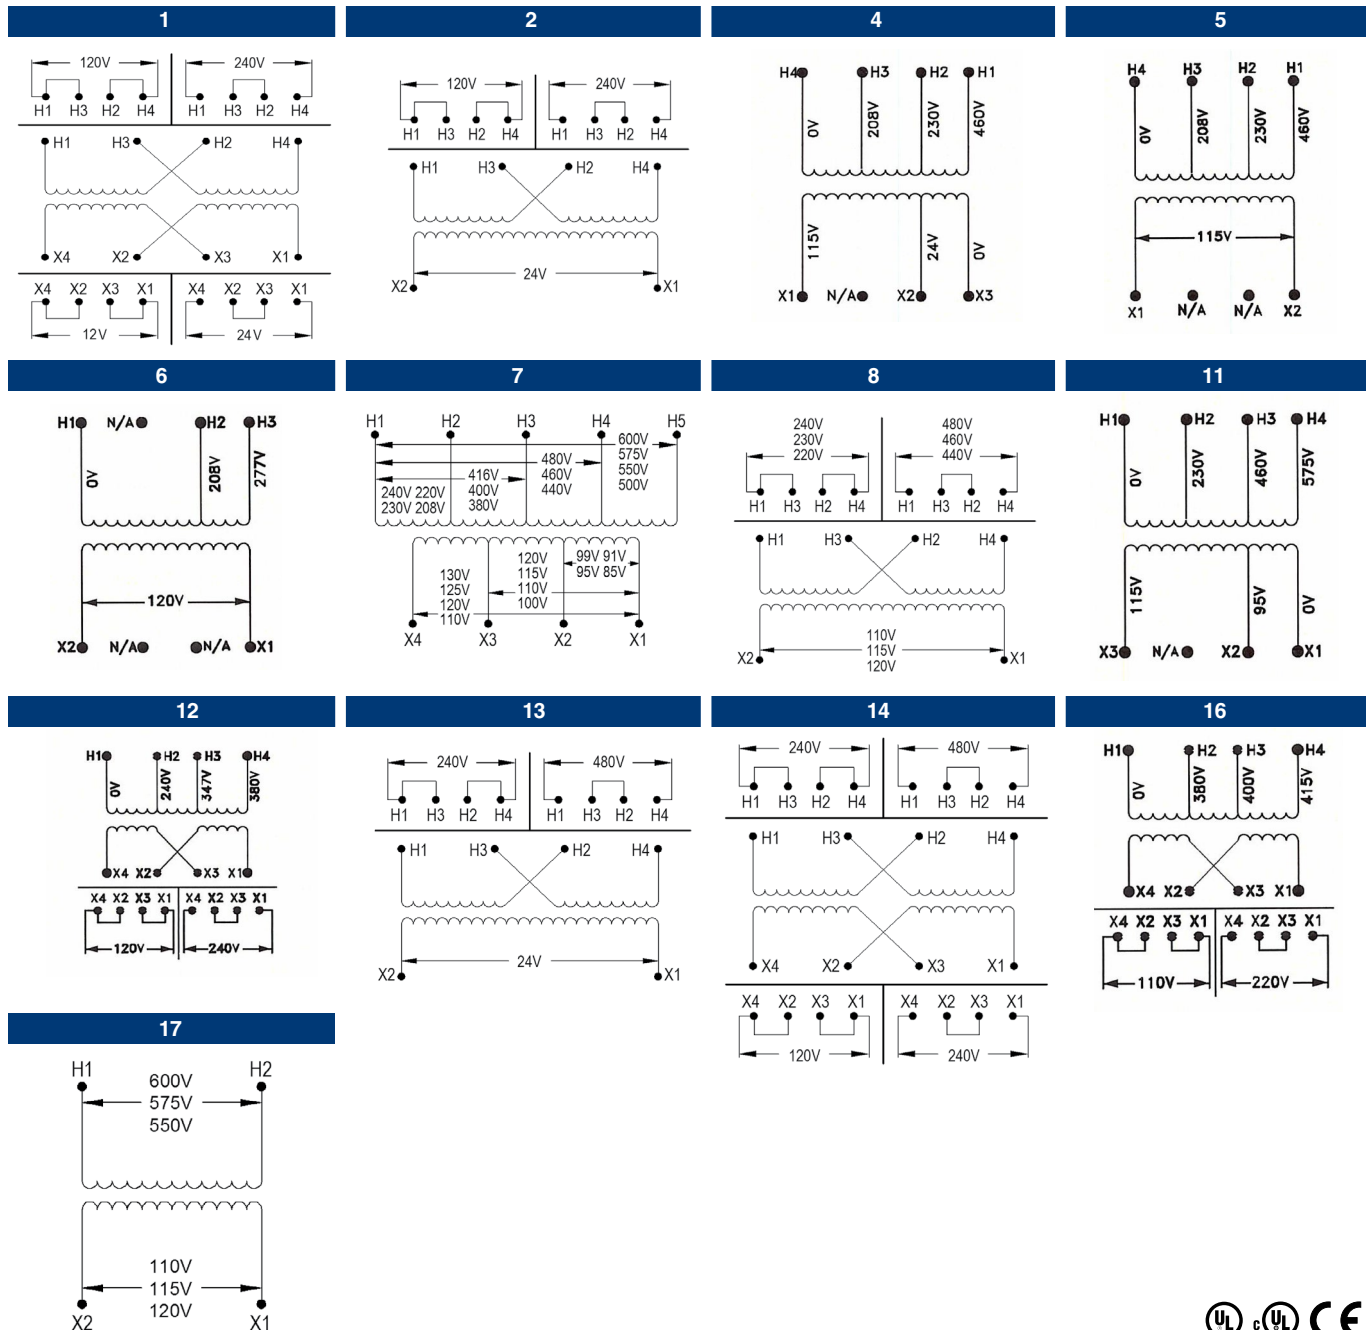 1
120V 240V
H1 H3 H2 H4 H1 H3 H2 H4
H1 H3 H2 H4
X4 X2 X3 X1
X4 X2 X3 X1 X4 X2 X3 X1
12V 24V
2
120V 240V
H1 H3 H2 H4 H1 H3 H2 H4
H1 H3 H2 H4
24V
X2 X1
4
H4 H3 H2 H1
0V 208V 230V 460V
115V 24V 0V
X1 N/A X2 X3
5
H4 H3 H2 H1
0V 208V 230V 460V
115V
X1 N/A N/A X2
6
H1 N/A H2 H3
0V 208V 277V
120V
X2 N/A N/A X1
7
H1 H2 H3 H4 H5
600V
480V 575V
416V 460V 550V
240V 220V 400V 440V 500V
230V 208V 380V
120V 99V 91V
130V 115V 95V 85V
125V 110V
120V 100V
110V
X4 X3 X2 X1
8
240V 480V
230V 460V
220V 440V
H1 H3 H2 H4 H1 H3 H2 H4
H1 H3 H2 H4
110V
115V
120V
X2 X1
11
H1 H2 H3 H4
0V 230V 460V 575V
115V 95V 0V
X3 N/A X2 X1
12
H1 H2 H3 H4
0V 240V 347V 380V
X4 X2 X3 X1
X4 X2 X3 X1 X4 X2 X3 X1
120V 240V
13
240V 480V
H1 H3 H2 H4 H1 H3 H2 H4
H1 H3 H2 H4
24V
X2 X1
14
240V 480V
H1 H3 H2 H4 H1 H3 H2 H4
H1 H3 H2 H4
X4 X2 X3 X1
X4 X2 X3 X1 X4 X2 X3 X1
120V 240V
16
H1 H2 H3 H4
0V 380V 400V 415V
X4 X2 X3 X1
X4 X2 X3 X1 X4 X2 X3 X1
110V 220V
17
H1 H2
600V
575V
550V
110V
115V
120V
X2 X1
UL c UL CE